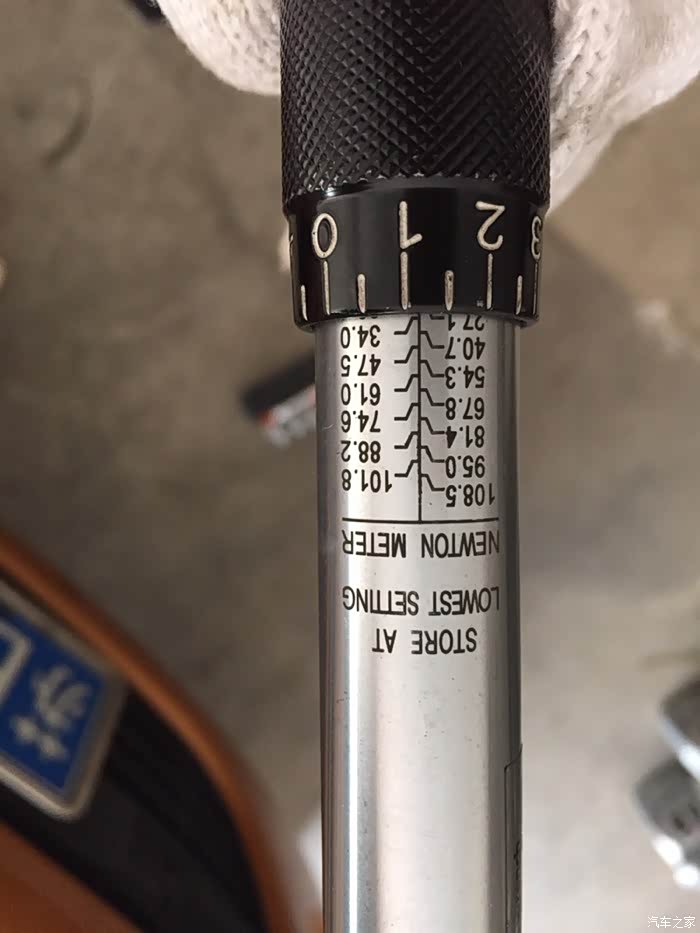 STORE AT
LOWEST SETTING
NEWTON METER
108.5 101.8
95.0 88.2
81.4 74.6
67.8 61.0
54.3 47.5
40.7 34.0
27.1
3 2 1 0
汽车之家